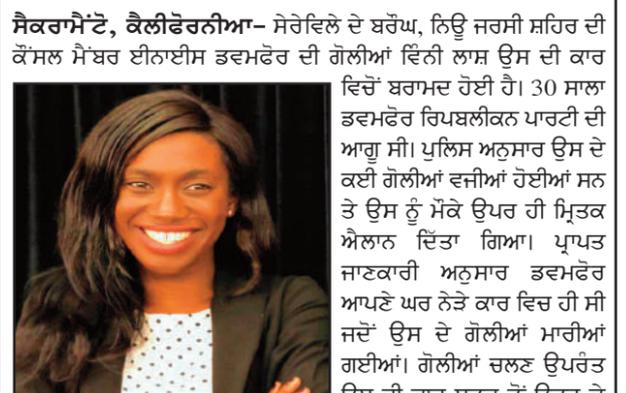 ਸੈਕਰਾਮੈਂਟੋ, ਕੈਲੀਫੋਰਨੀਆ– ਸੇਰੇਵਿਲੇ ਦੇ ਬਰੌਘ, ਨਿਊ ਜਰਸੀ ਸ਼ਹਿਰ ਦੀ
ਕੌਂਸਲ ਮੈਂਬਰ ਈਨਾਈਸ ਡਵਮਫੋਰ ਦੀ ਗੋਲੀਆਂ ਵਿੰਨੀ ਲਾਸ਼ ਉਸ ਦੀ ਕਾਰ
ਵਿਚੋਂ ਬਰਾਮਦ ਹੋਈ ਹੈ। 30 ਸਾਲਾ
ਡਵਮਫੋਰ ਰਿਪਬਲੀਕਨ ਪਾਰਟੀ ਦੀ
ਆਗੂ ਸੀ। ਪੁਲਿਸ ਅਨੁਸਾਰ ਉਸ ਦੇ
ਕਈ ਗੋਲੀਆਂ ਵਜੀਆਂ ਹੋਈਆਂ ਸਨ
ਤੇ ਉਸ ਨੂੰ ਮੌਕੇ ਉਪਰ ਹੀ ਮ੍ਰਿਤਕ
ਐਲਾਨ ਦਿੱਤਾ ਗਿਆ। ਪ੍ਰਾਪਤ
ਜਾਣਕਾਰੀ ਅਨੁਸਾਰ ਡਵਮਫੋਰ
ਆਪਣੇ ਘਰ ਨੇੜੇ ਕਾਰ ਵਿਚ ਹੀ ਸੀ
ਜਦੋਂ ਉਸ ਦੇ ਗੋਲੀਆਂ ਮਾਰੀਆਂ
ਗਈਆਂ। ਗੋਲੀਆਂ ਚਲਣ ਉਪਰੰਤ